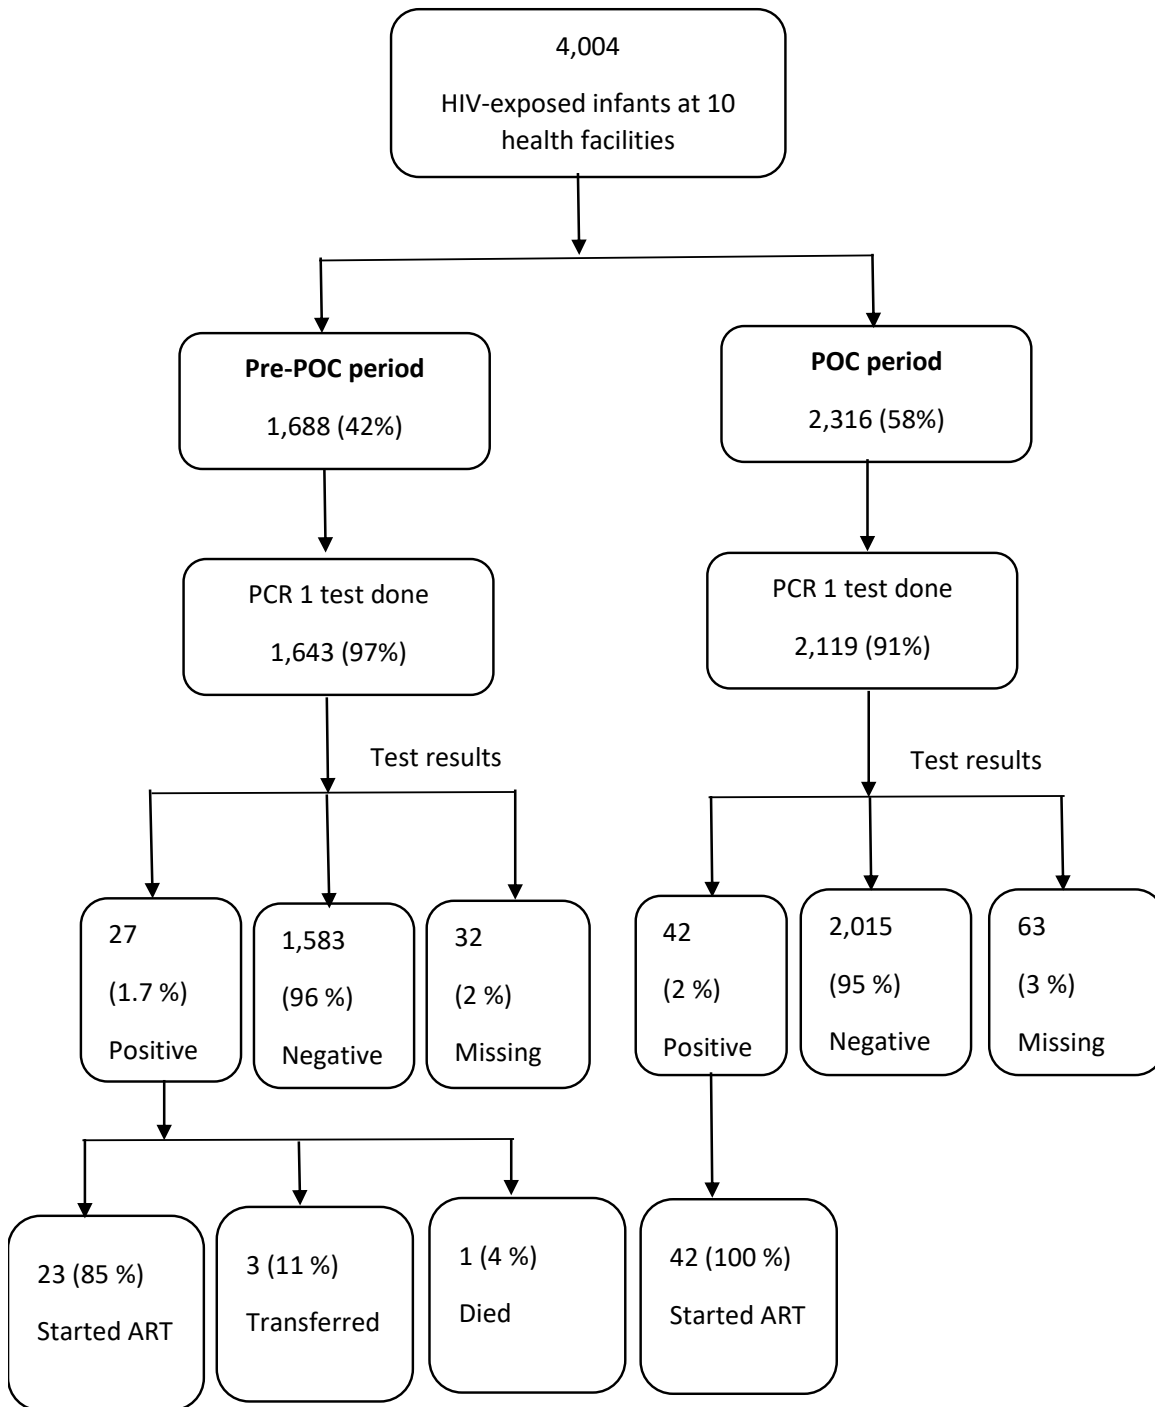 4,004
HIV-exposed infants at 10
health facilities
Pre-POC period
1,688 (42%)
POC period
2,316 (58%)
PCR 1 test done
1,643 (97%)
PCR 1 test done
2,119 (91%)
Test results
Test results
27
(1.7 %)
Positive
1,583
(96 %)
Negative
32
(2 %)
Missing
42
(2 %)
Positive
2,015
(95 %)
Negative
63
(3 %)
Missing
23 (85 %)
Started ART
3 (11 %)
Transferred
1 (4 %)
Died
42 (100 %)
Started ART